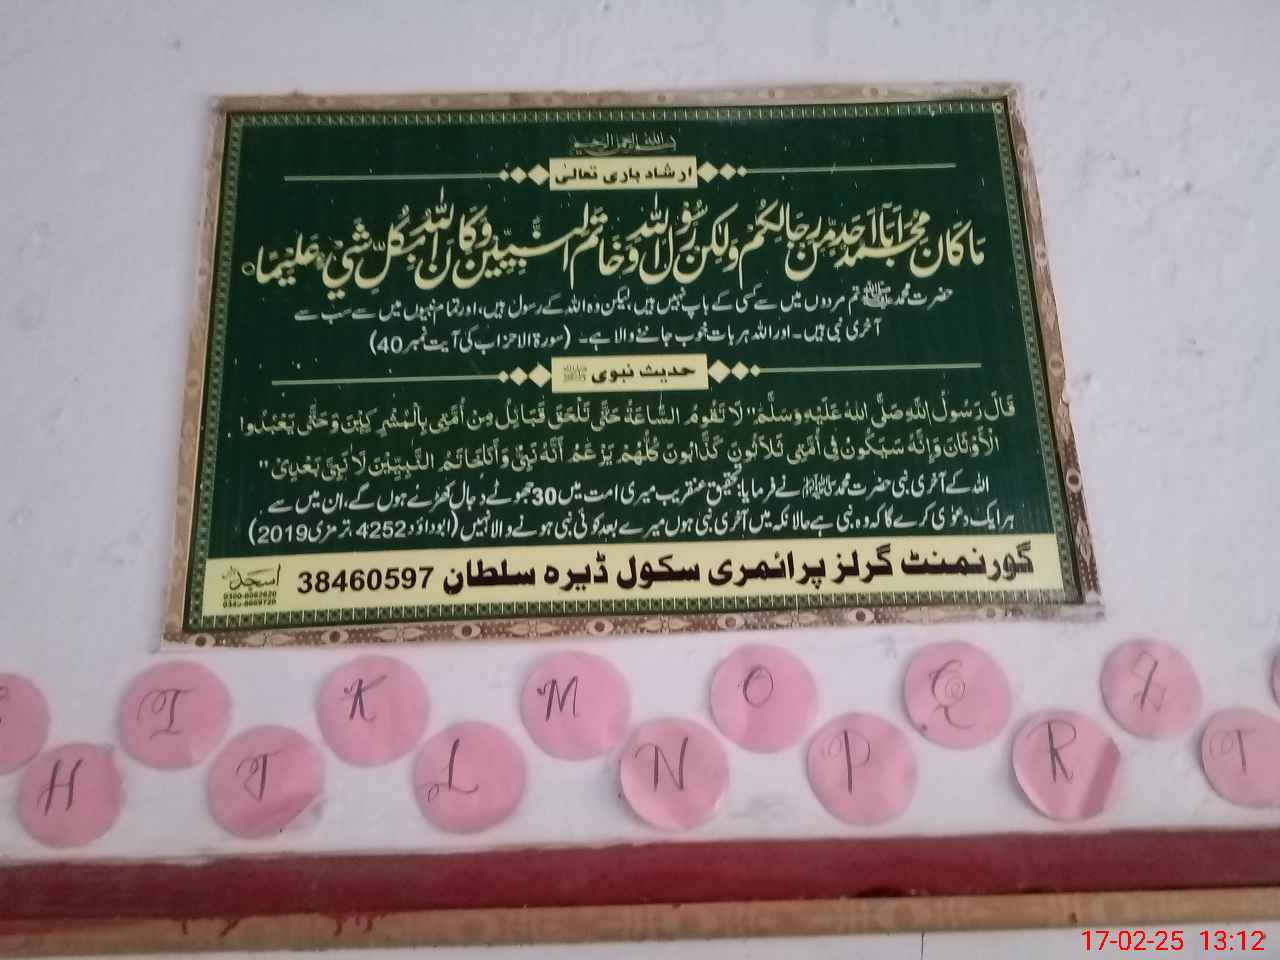 بسم الله الرحمن الرحيم
ارشاد باری تعالیٰ
مَا كَانَ مُحَمَّدٌ اَبَآ اَحَدٍ مِّنْ رِّجَالِكُمْ وَلٰكِنْ رَّسُوْلَ اللّٰهِ وَخَاتَمَ النَّبِيّٖنَ وَكَانَ اللّٰهُ بِكُلِّ شَيْءٍ عَلِيْمًا
حضرت محمد ﷺ تم مردوں میں سے کسی کے باپ نہیں ہیں، لیکن وہ اللہ کے رسول ہیں، اور تمام نبیوں میں سے سب سے
آخری نبی ہیں۔ اور اللہ ہر بات خوب جاننے والا ہے۔ (سورۃ الاحزاب کی آیت نمبر 40)
حدیث نبوی ﷺ
قَالَ رَسُوْلُ اللّٰهِ صَلَّى اللهُ عَلَيْهِ وَسَلَّمَ" لَا تَقُوْمُ السَّاعَةُ حَتّٰى تَلْحَقَ قَبَائِلُ مِنْ اُمَّتِىْ بِالْمُشْرِكِيْنَ وَحَتّٰى يَعْبُدُوا
الْاَوْثَانَ وَاِنَّهٗ سَيَكُوْنُ فِىْ اُمَّتِىْ ثَلَاثُوْنَ كَذَّابُوْنَ كُلُّهُمْ يَزْعَمُ اَنَّهٗ نَبِىٌّ وَاَنَا خَاتَمُ النَّبِيّٖنَ لَا نَبِىَّ بَعْدِىْ"
اللہ کے آخری نبی حضرت محمد ﷺ نے فرمایا: تحقیق عنقریب میری امت میں 30 جھوٹے دجال کھڑے ہوں گے، ان میں سے
ہر ایک دعوٰی کرے گا کہ وہ نبی ہے حالانکہ میں آخری نبی ہوں میرے بعد کوئی نبی ہونے والا نہیں (ابوداؤد 4252، ترمزی 2019)
گورنمنٹ گرلز پرائمری سکول ڈیرہ سلطان 38460597
امجد
I K M O Q Z
H T L N P R T
17-02-25 13:12